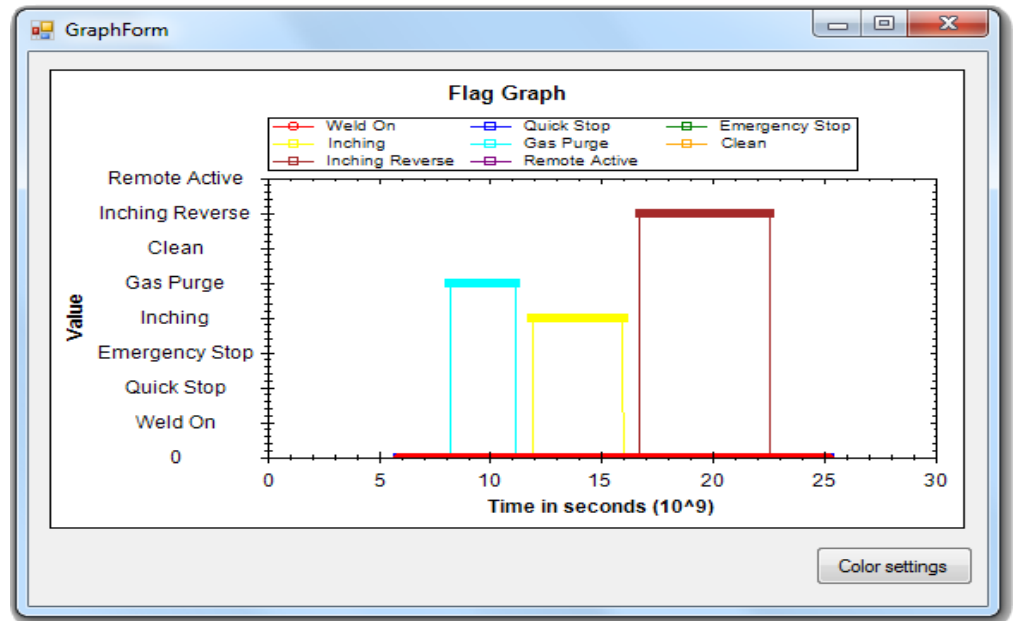 GraphForm
Flag Graph
Weld On Quick Stop Emergency Stop
Inching Gas Purge Clean
Inching Reverse Remote Active
Remote Active
Inching Reverse
Clean
Gas Purge
Inching
Emergency Stop
Quick Stop
Weld On
0
Value
0 5 10 15 20 25 30
Time in seconds (10^9)
Color settings